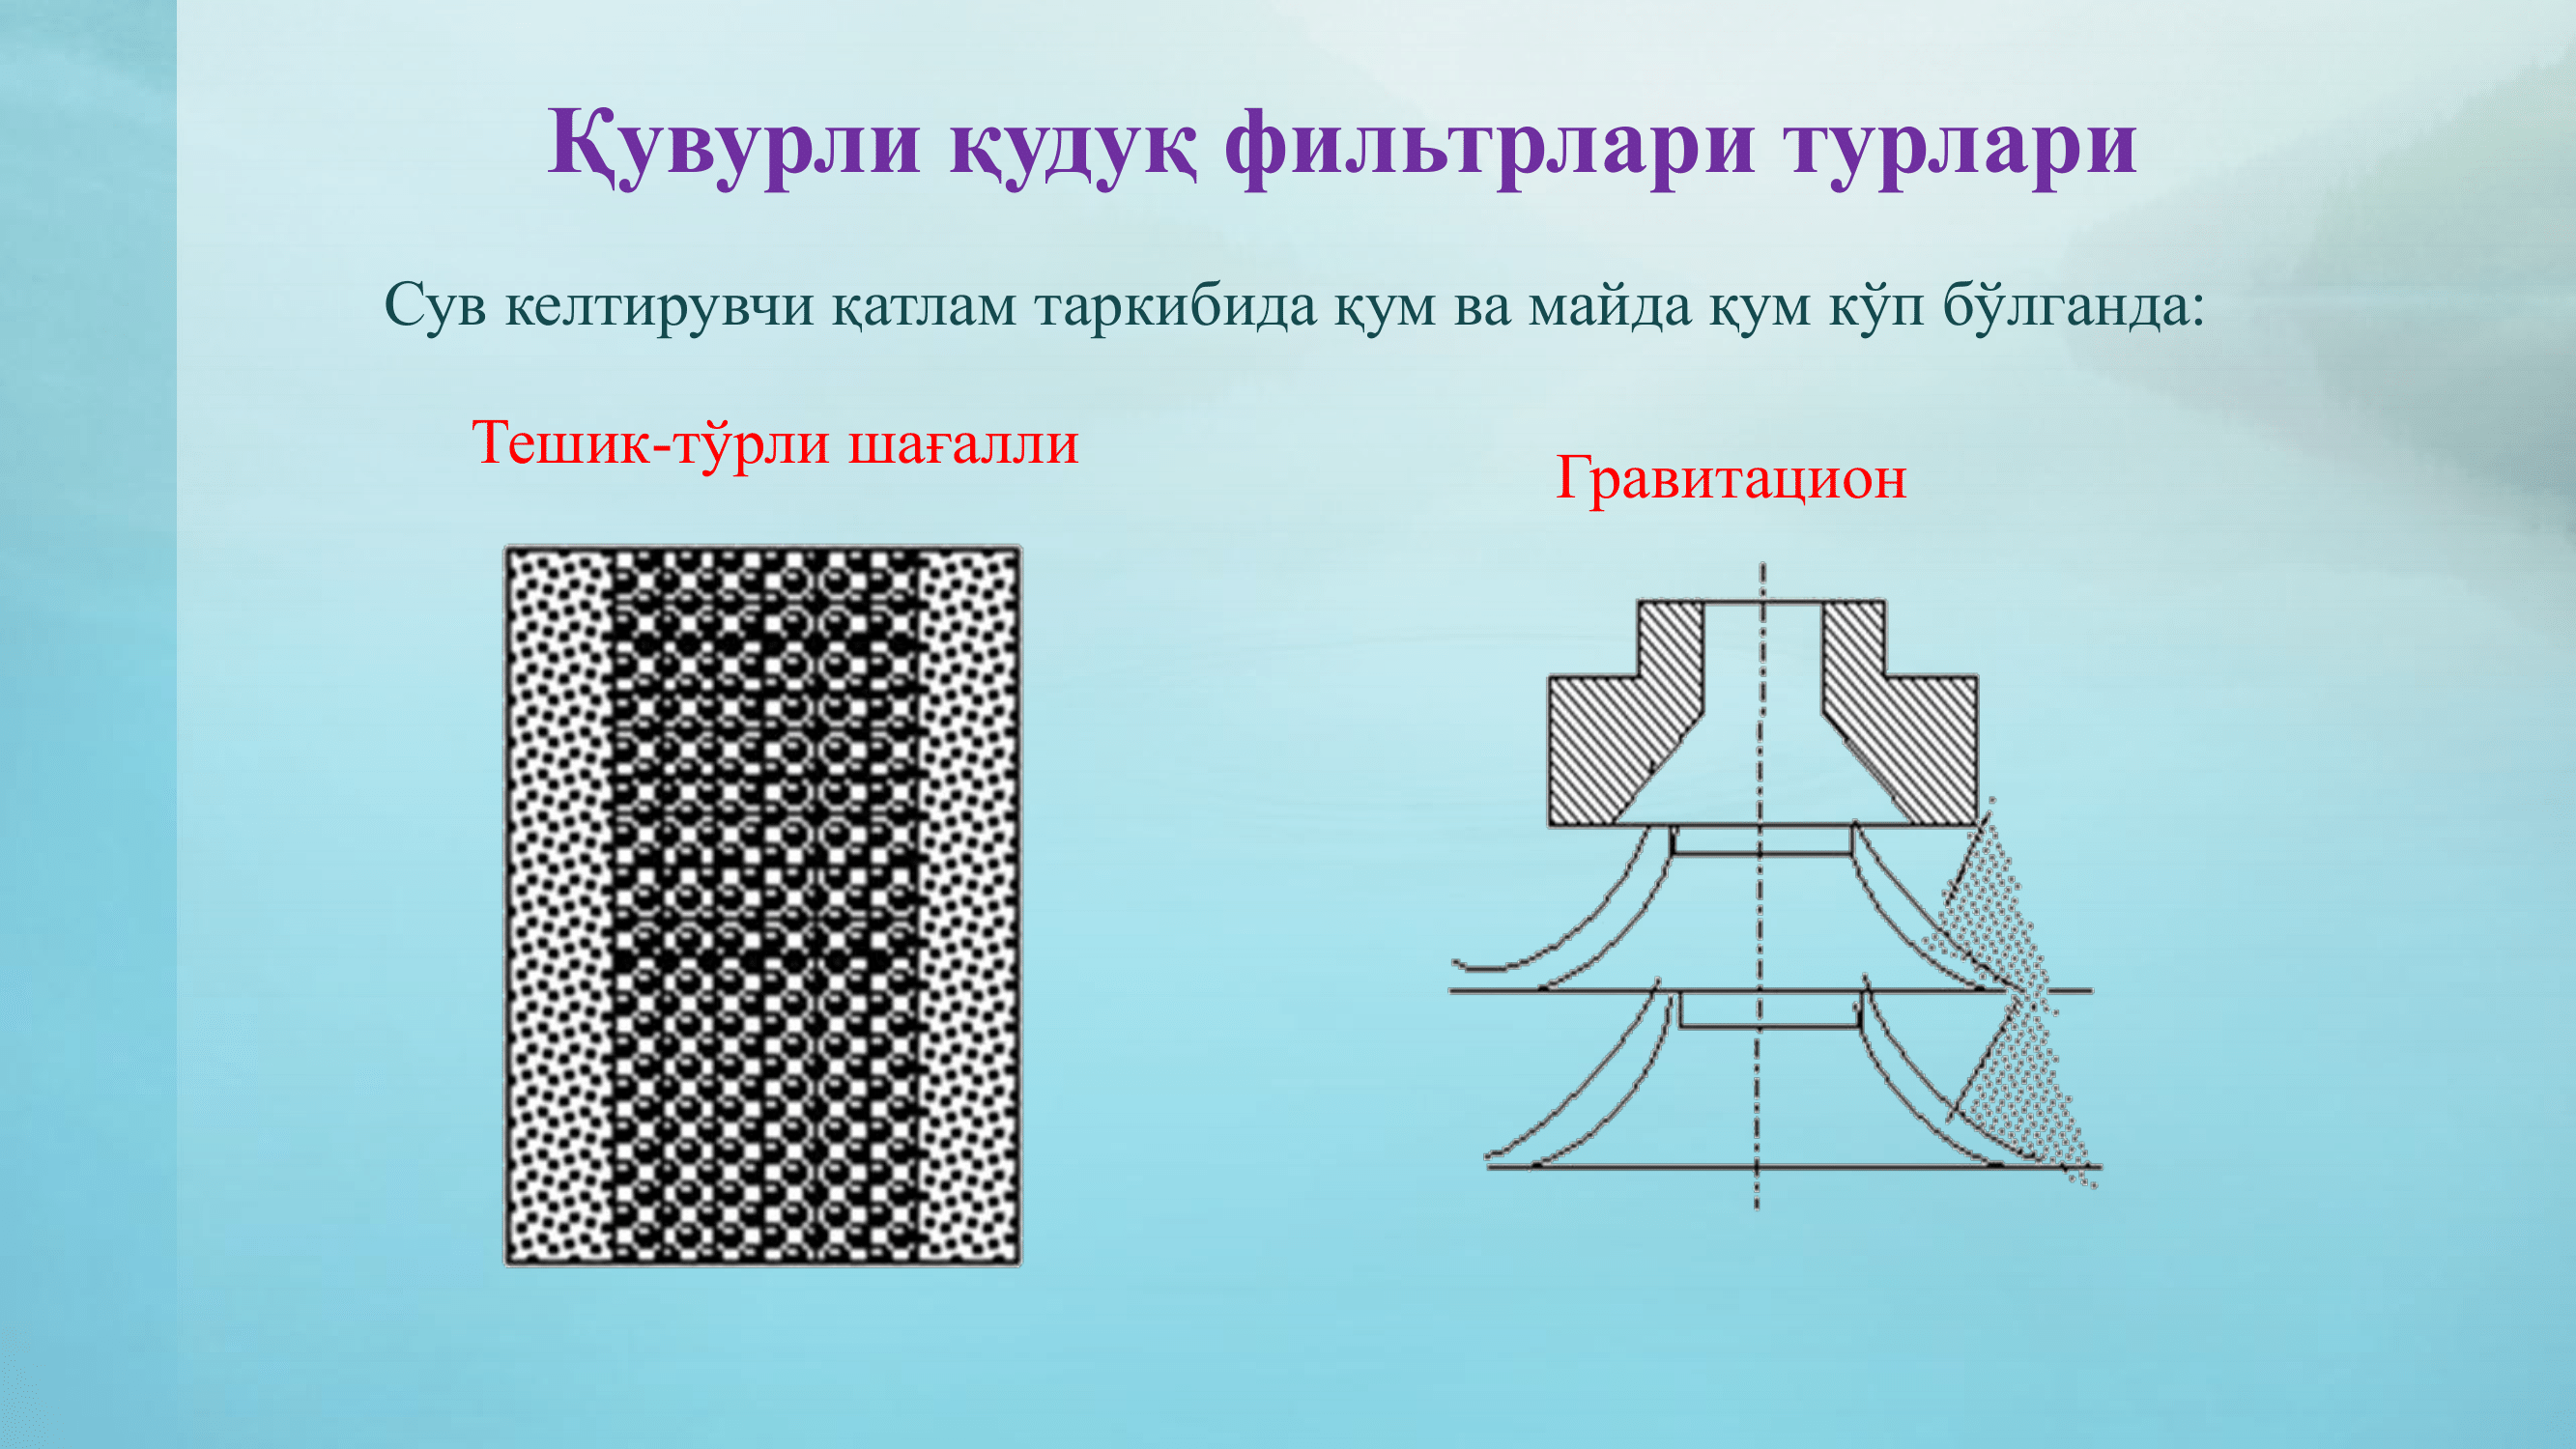 Қувурли қудуқ фильтрлари турлари
Сув келтирувчи қатлам таркибида қум ва майда қум кўп бўлганда:
Тешик-тўрли шағалли
Гравитацион